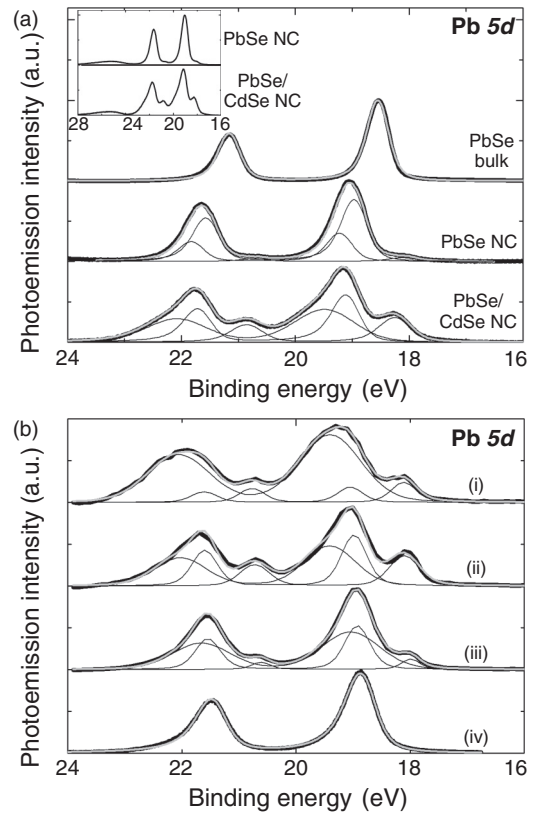 (a)
Pb 5d
PbSe NC
PbSe/
CdSe NC
28 24 20 16
PbSe
bulk
PbSe NC
PbSe/
CdSe NC
Photoemission intensity (a.u.)
24 22 20 18 16
Binding energy (eV)
(b)
Pb 5d
(i)
(ii)
(iii)
(iv)
Photoemission intensity (a.u.)
24 22 20 18 16
Binding energy (eV)